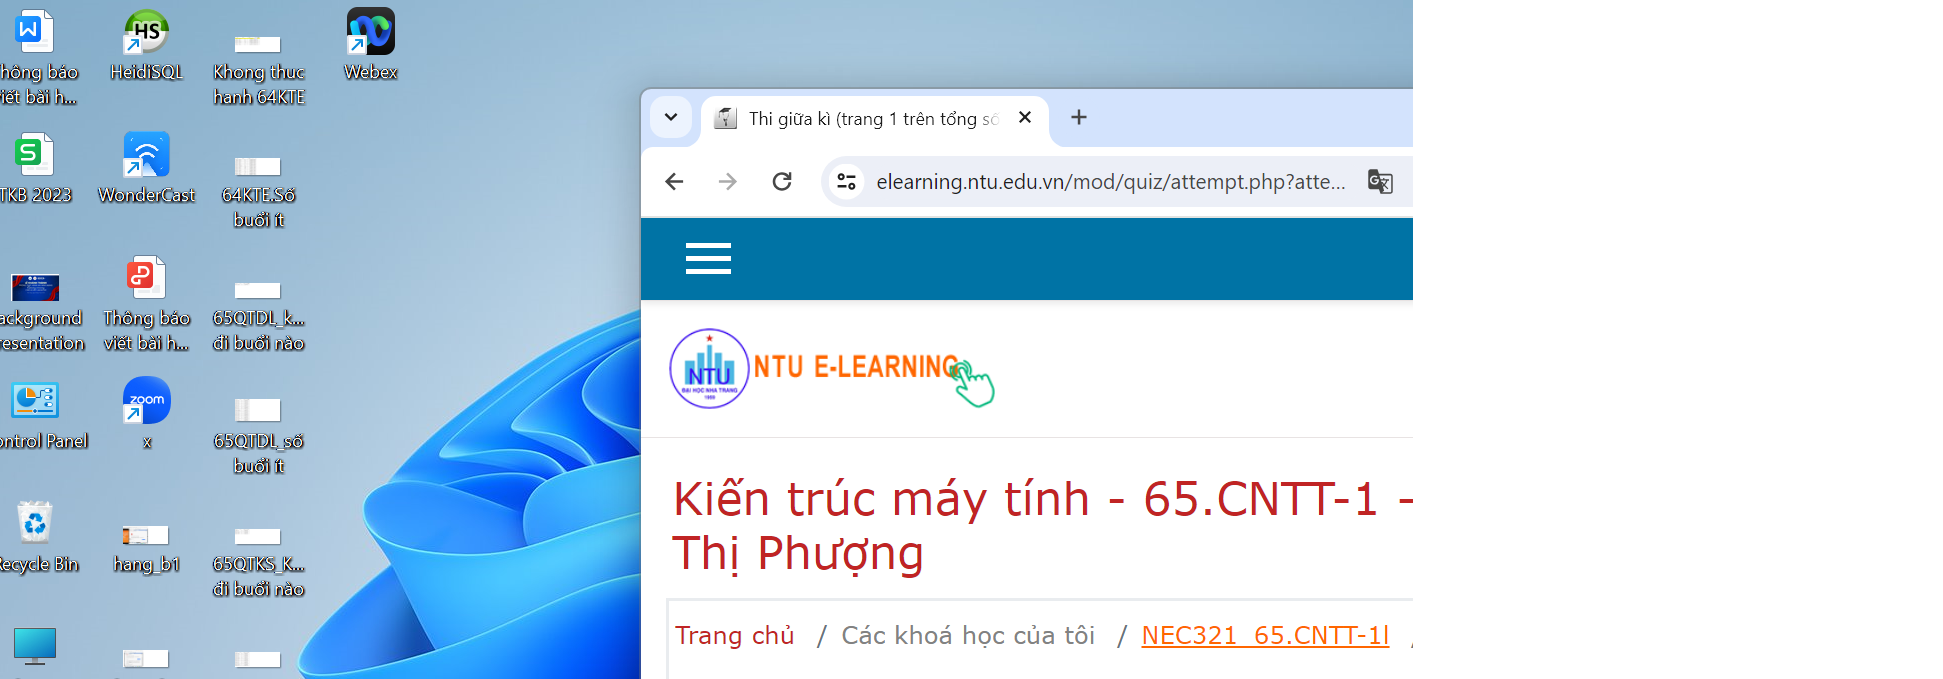 hông báo
iết bài h...
HeidiSQL
Khong thuc
hanh 64KTE
Webex
TKB 2023
WonderCast
64KTE.Số
buổi ít
ackground
resentation
Thông báo
viết bài h...
65QTDL_k...
đi buổi nào
ontrol Panel
zoom
x
65QTDL_số
buổi ít
Recycle Bin
hang_b1
65QTKS_K...
đi buổi nào
Thi giữa kì (trang 1 trên tổng số
elearning.ntu.edu.vn/mod/quiz/attempt.php?atte...
NTU
ĐẠI HỌC NHA TRANG
1959
NTU E-LEARNING
Kiến trúc máy tính - 65.CNTT-1 -
Thị Phượng
Trang chủ / Các khoá học của tôi / NEC321_65.CNTT-1l /